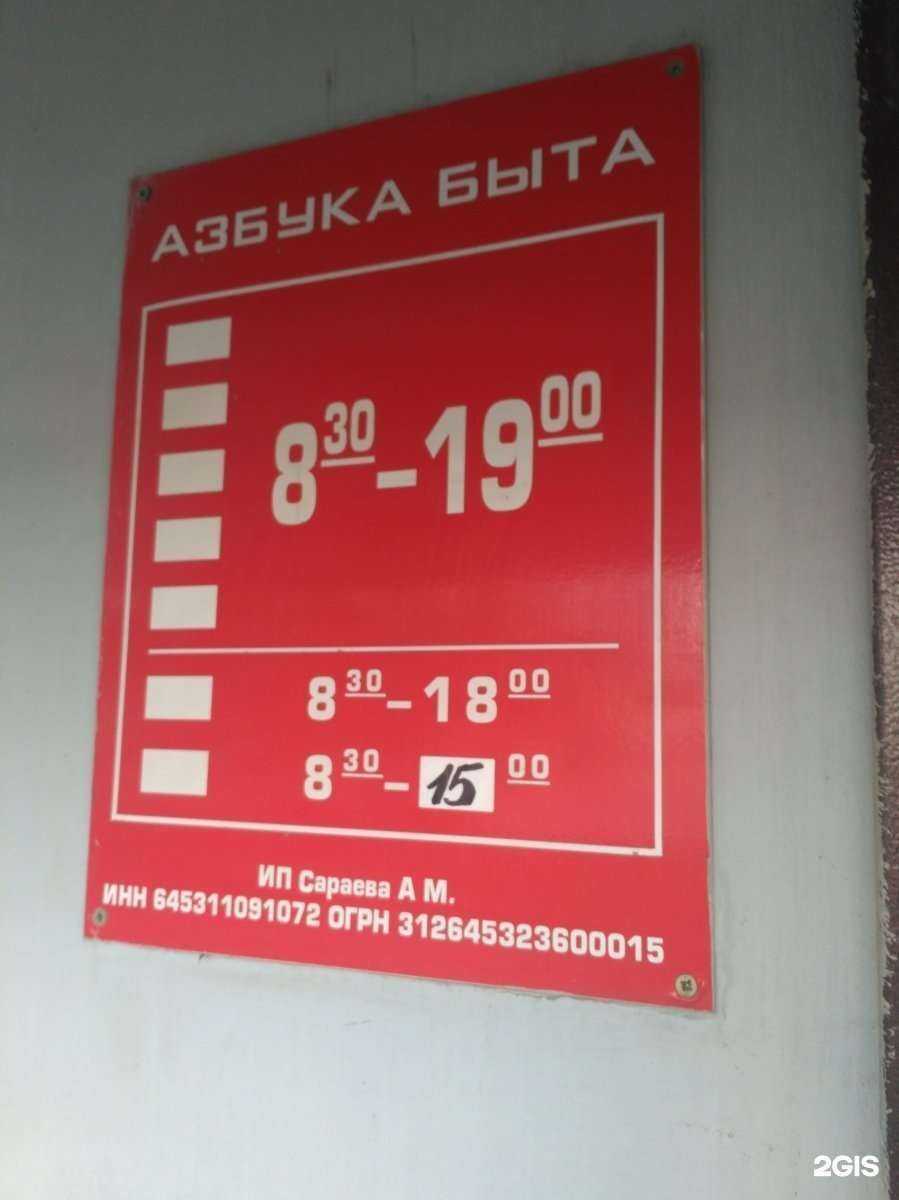 АЗБУКА БЫТА
8 30 - 19 00
8 30 - 18 00
8 30 - 15 00
ИП Сараева А М.
ИНН 645311091072 ОГРН 312645323600015
2GIS